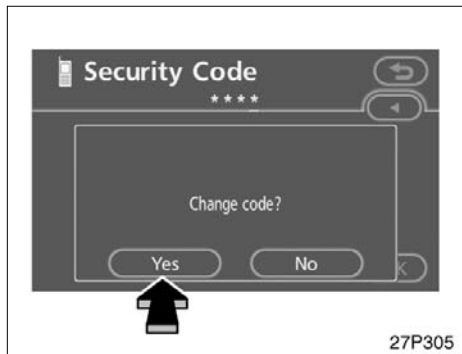 Security Code
****
Change code?
Yes No
K
27P305